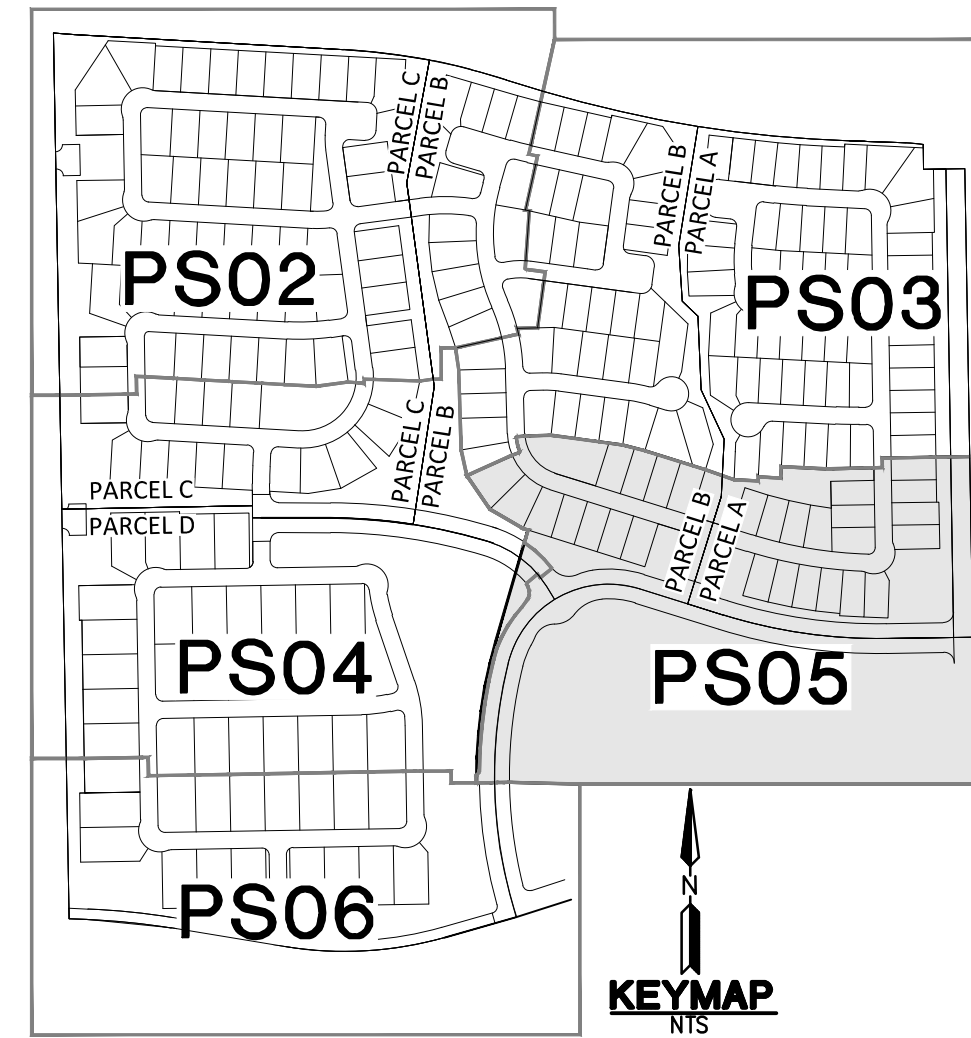 PARCEL C
PARCEL B
PARCEL B
PARCEL A
PS02
PS03
PARCEL C
PARCEL B
PARCEL C
PARCEL D
PARCEL B
PARCEL A
PS04
PS05
PS06
N
KEYMAP
NTS